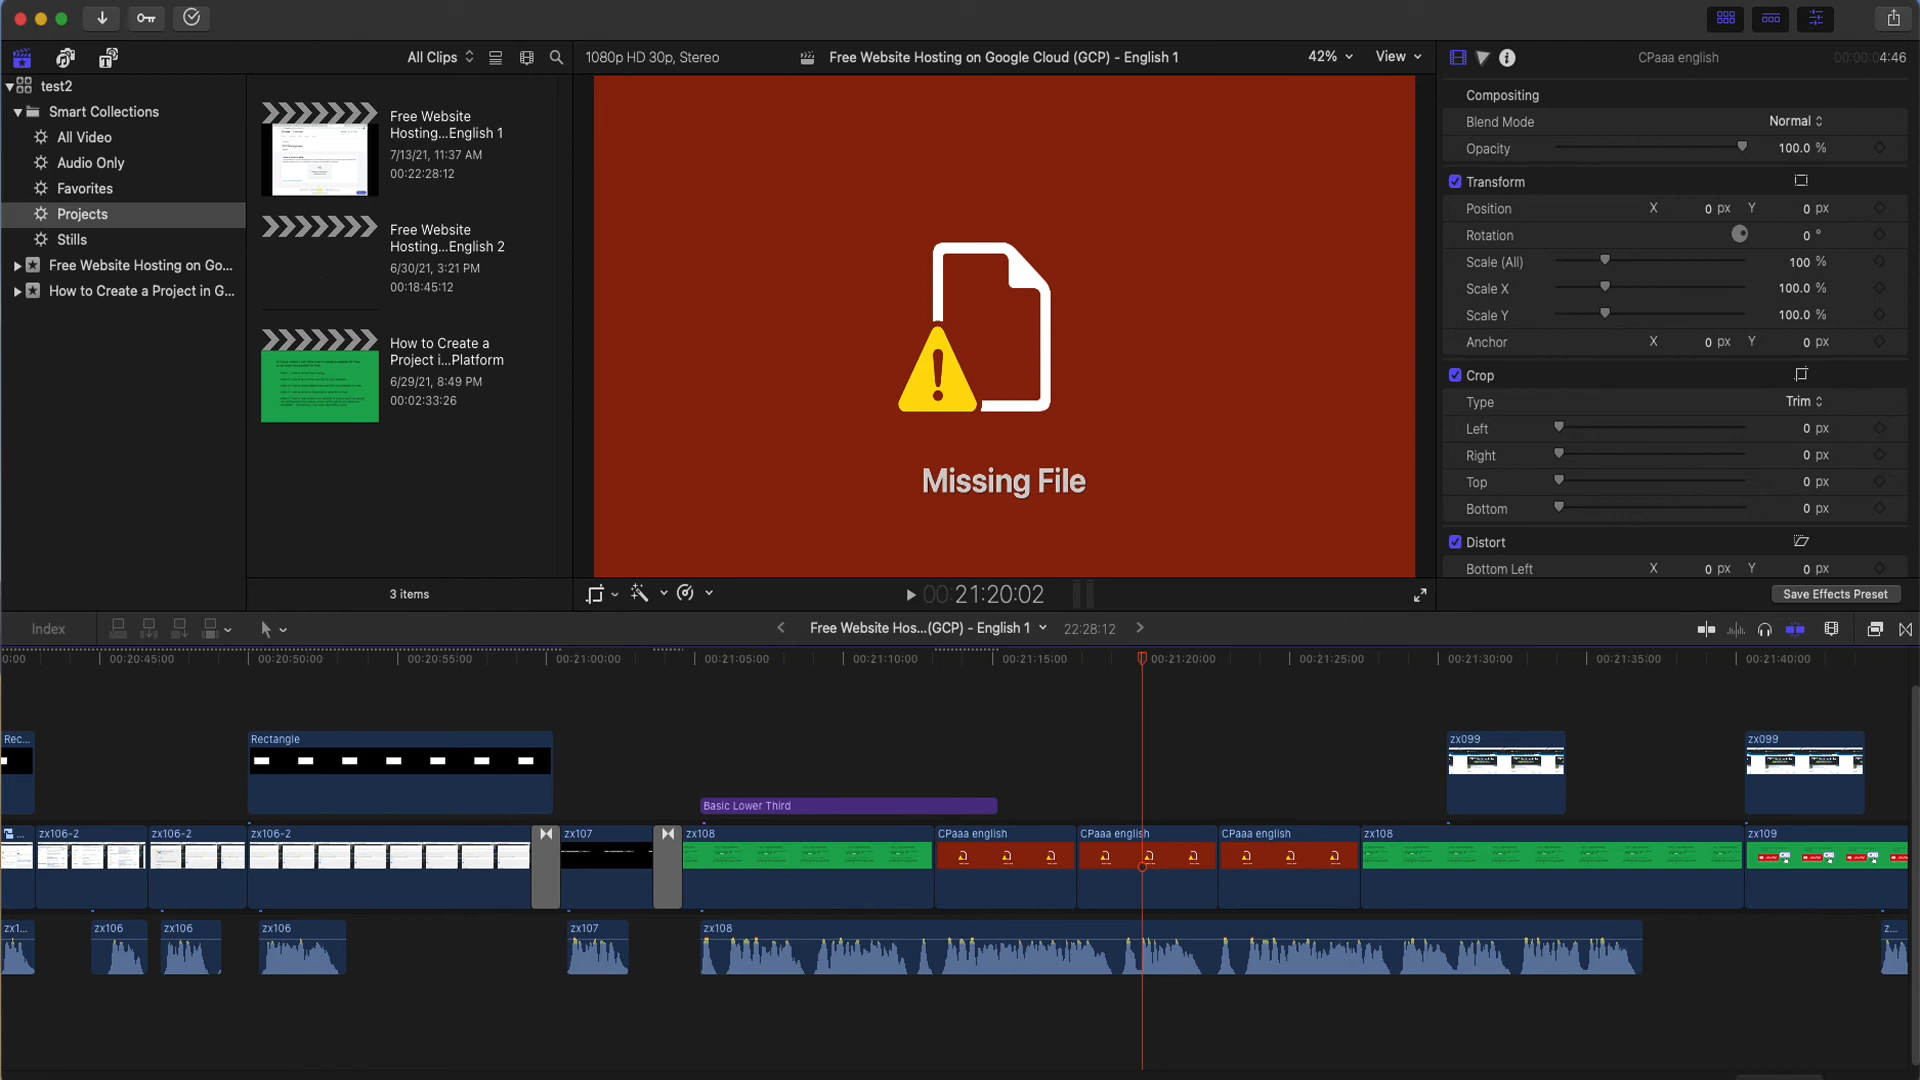 All Clips
1080p HD 30p, Stereo
Free Website Hosting on Google Cloud (GCP) - English 1
42%
View
CPaaa english
00:00:04:46
test2
Smart Collections
All Video
Audio Only
Favorites
Projects
Stills
Free Website Hosting on Go...
How to Create a Project in G...
Free Website
Hosting...English 1
7/13/21, 11:37 AM
00:22:28:12
Free Website
Hosting...English 2
6/30/21, 3:21 PM
00:18:45:12
How to Create a
Project i...Platform
6/29/21, 8:49 PM
00:02:33:26
3 items
Missing File
00:21:20:02
Compositing
Blend Mode
Normal
Opacity
100.0 %
Transform
Position X 0 px Y 0 px
Rotation 0 °
Scale (All) 100 %
Scale X 100.0 %
Scale Y 100.0 %
Anchor X 0 px Y 0 px
Crop
Type Trim
Left 0 px
Right 0 px
Top 0 px
Bottom 0 px
Distort
Bottom Left X 0 px Y 0 px
Save Effects Preset
Index
Free Website Hos...(GCP) - English 1
22:28:12
0:00 00:20:45:00 00:20:50:00 00:20:55:00 00:21:00:00 00:21:05:00 00:21:10:00 00:21:15:00 00:21:20:00 00:21:25:00 00:21:30:00 00:21:35:00 00:21:40:00
Rec... Rectangle zx099 zx099
Basic Lower Third
... zx106-2 zx106-2 zx106-2 zx107 zx108 CPaaa english CPaaa english CPaaa english zx108 zx109
zx1... zx106 zx106 zx106 zx107 zx108 z...